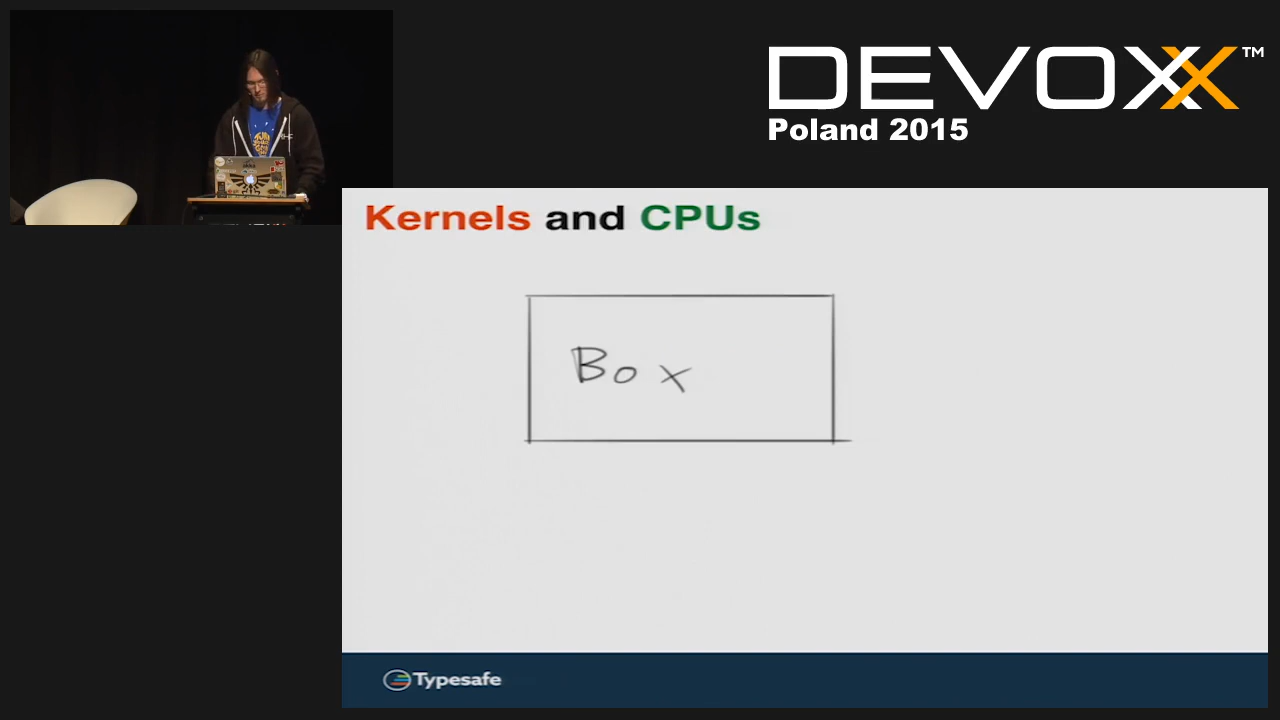 DEVOXX™
Poland 2015
Kernels and CPUs
Box
Typesafe